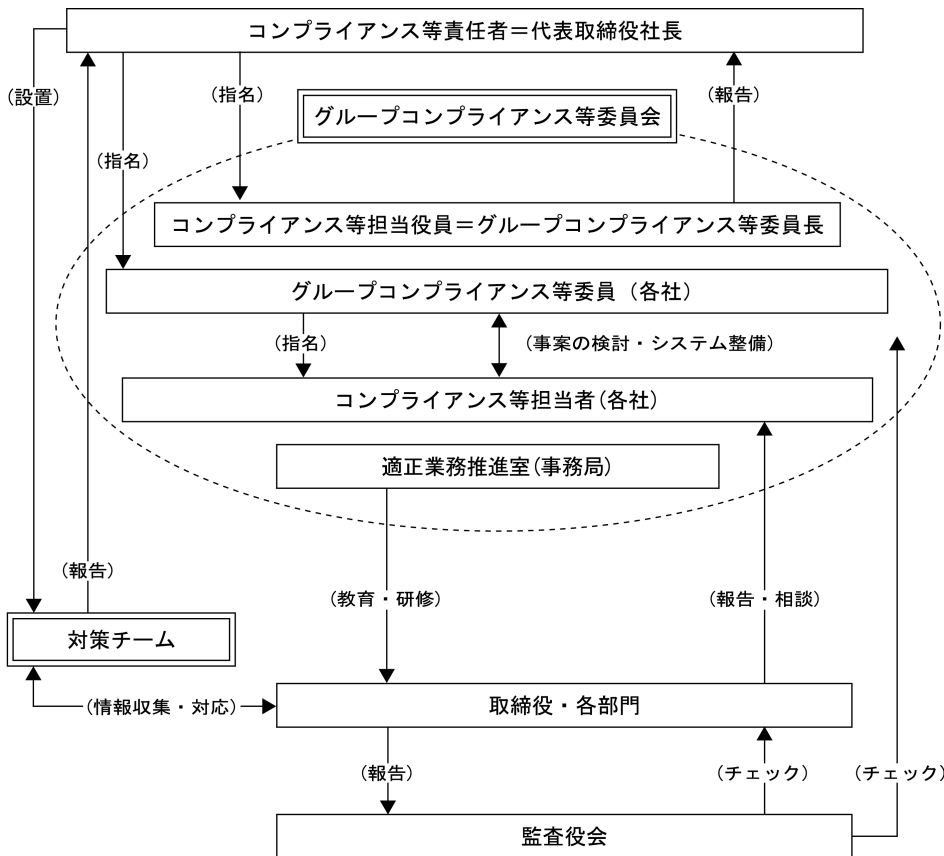 コンプライアンス等責任者＝代表取締役社長
(設置)
(指名)
(報告)
グループコンプライアンス等委員会
(指名)
コンプライアンス等担当役員＝グループコンプライアンス等委員長
グループコンプライアンス等委員（各社）
(指名)
(事案の検討・システム整備)
コンプライアンス等担当者(各社)
適正業務推進室(事務局)
(報告)
(教育・研修)
(報告・相談)
対策チーム
(情報収集・対応)
取締役・各部門
(報告)
(チェック)
(チェック)
監査役会